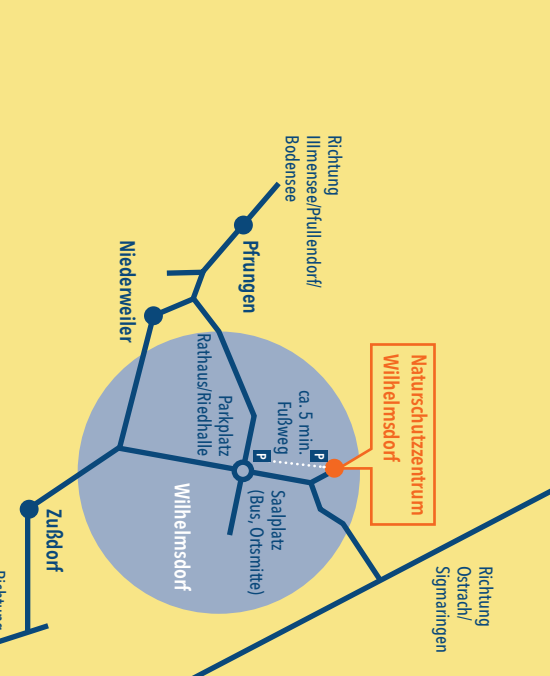 Richtung
Illmensee/Pfullendorf/
Bodensee
Pfrungen
Niederweiler
Naturschutzzentrum
Wilhelmsdorf
ca. 5 min.
Fußweg
P
P
Parkplatz
Rathaus/Riedhalle
Saalplatz
(Bus, Ortsmitte)
Wilhelmsdorf
Richtung
Ostrach/
Sigmaringen
Zußdorf